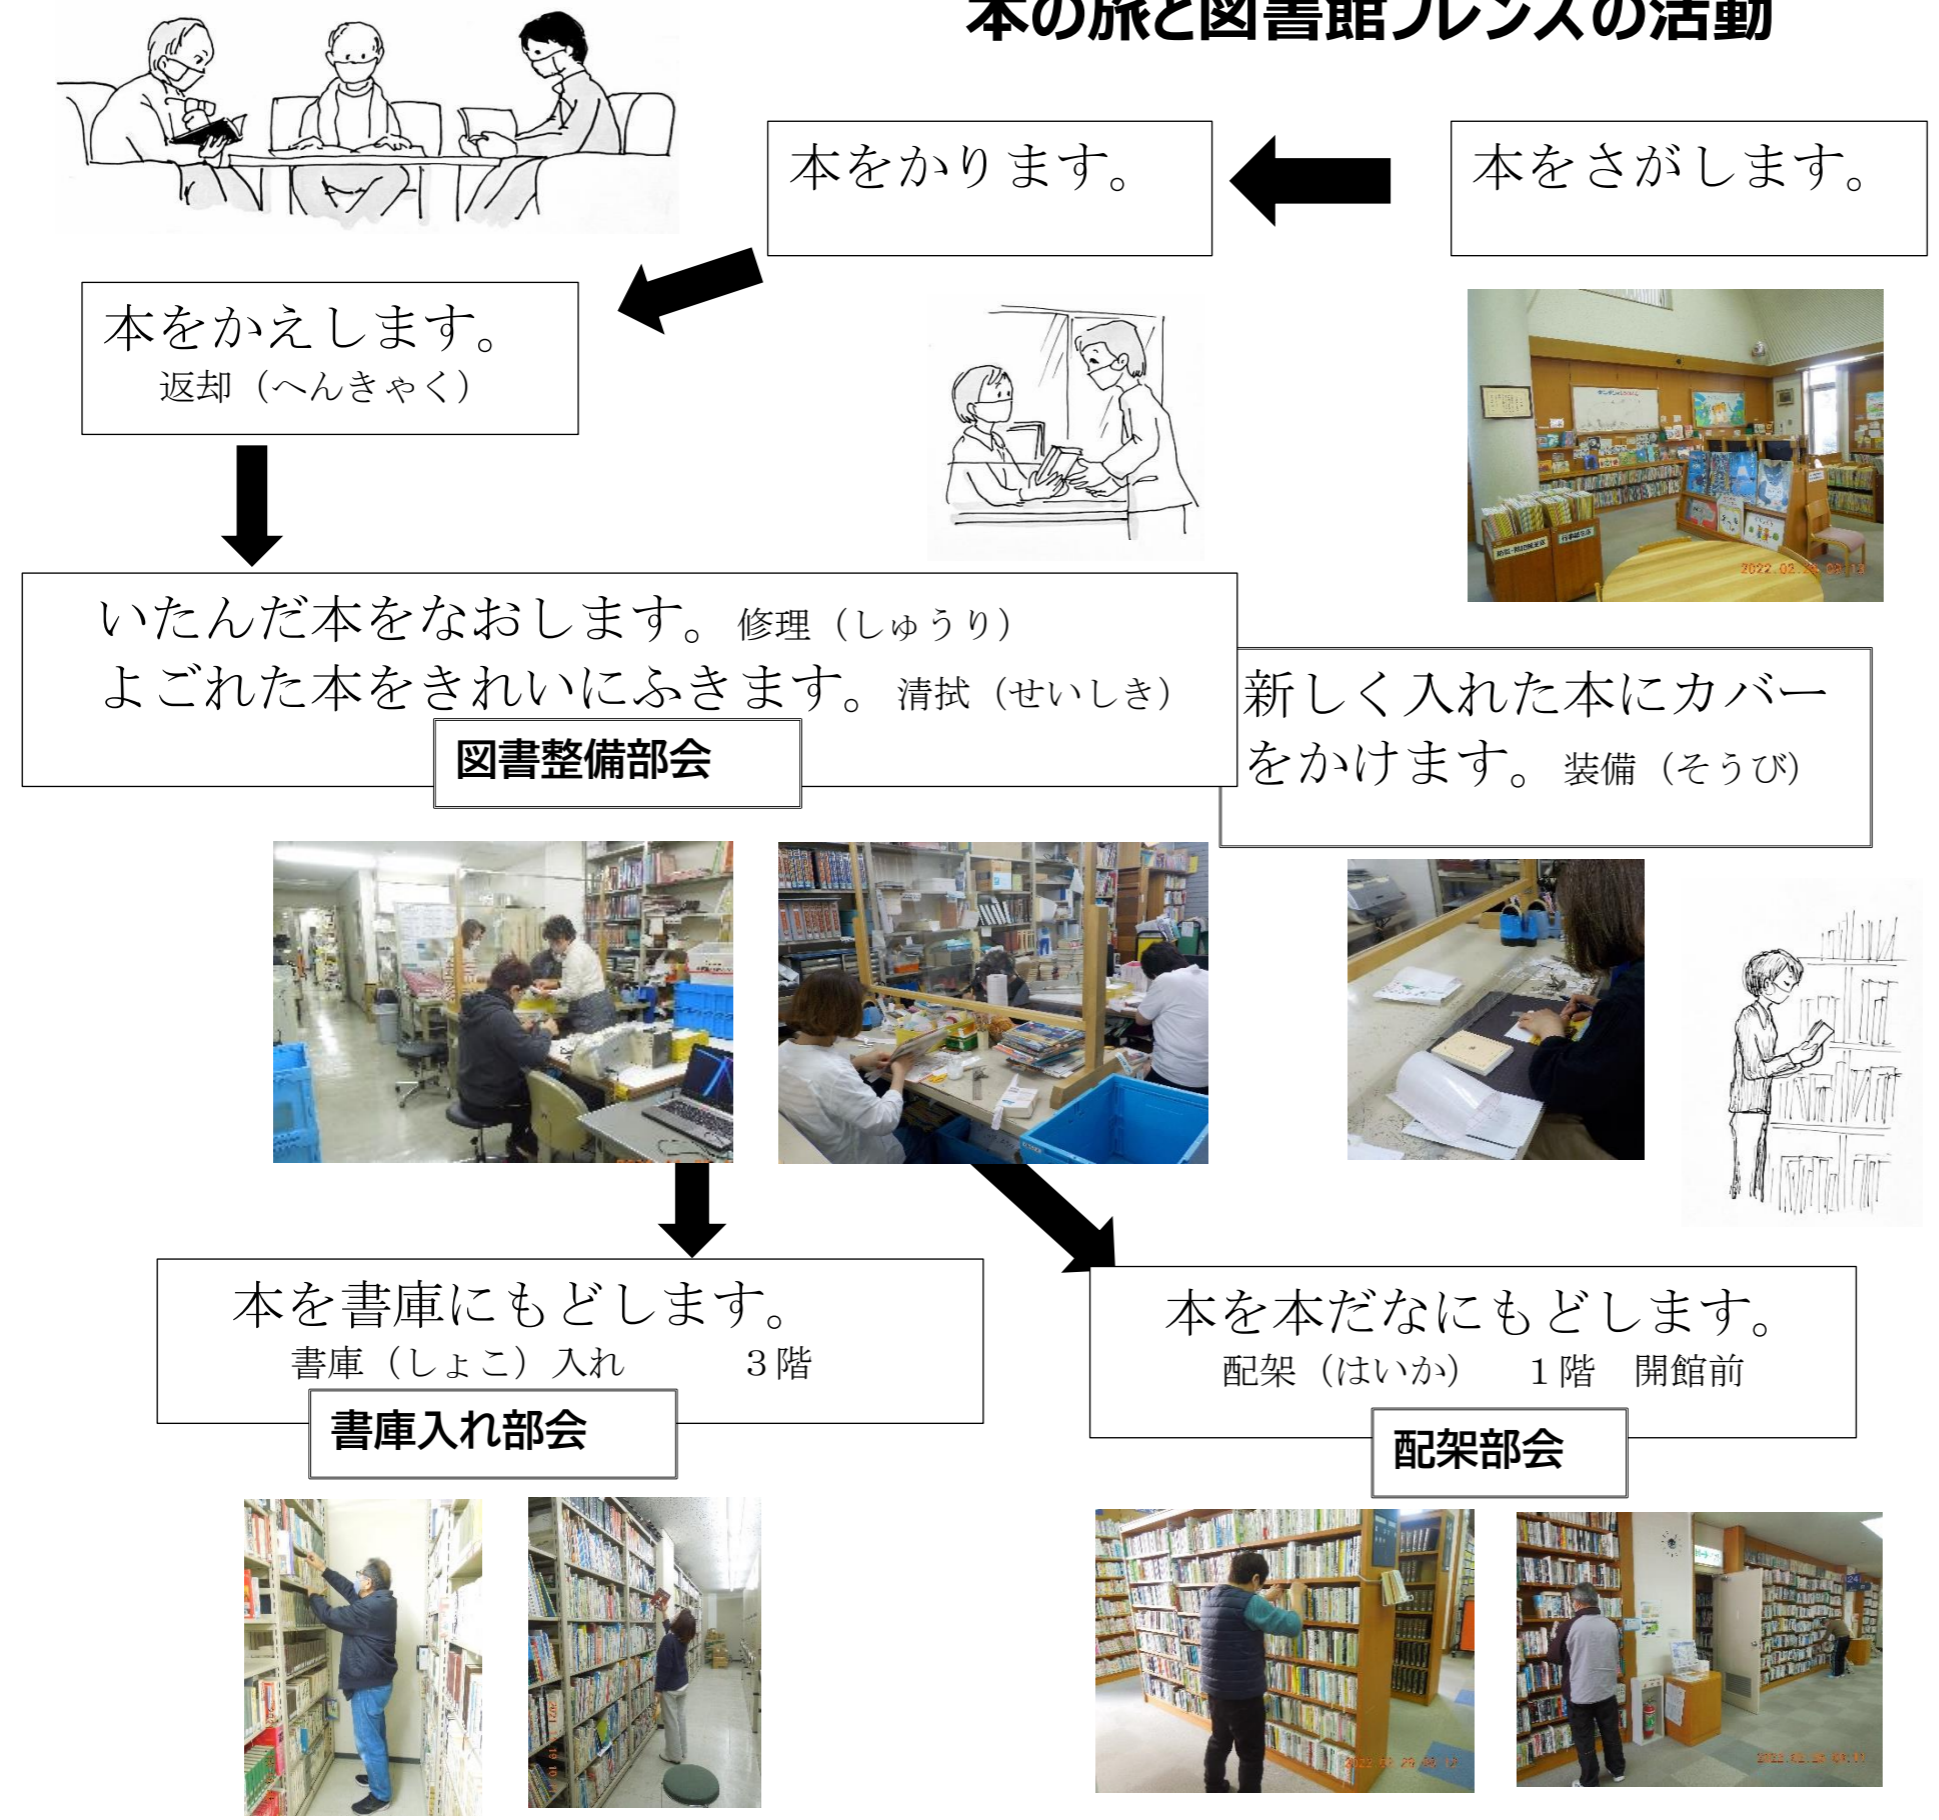 本の旅と図書館フレンズの活動
本をさがします。
本をかります。
本をかえします。
返却（へんきゃく）
いたんだ本をなおします。修理（しゅうり）
よごれた本をきれいにふきます。清拭（せいしき）
図書整備部会
新しく入れた本にカバー
をかけます。装備（そうび）
本を書庫にもどします。
書庫（しょこ）入れ　　　３階
書庫入れ部会
本を本だなにもどします。
配架（はいか）　１階　開館前
配架部会